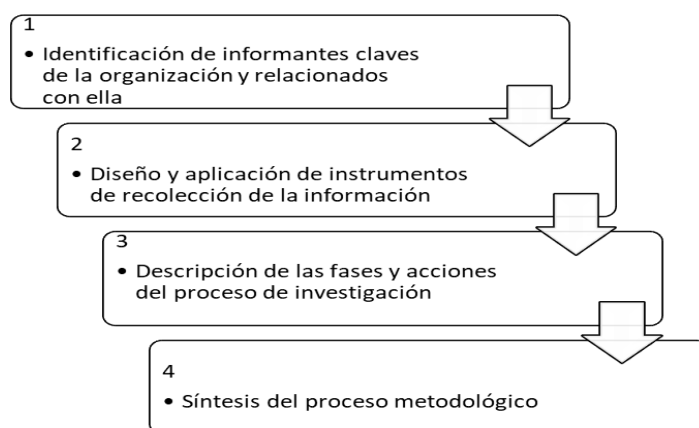 1
• Identificación de informantes claves
de la organización y relacionados
con ella
2
• Diseño y aplicación de instrumentos
de recolección de la información
3
• Descripción de las fases y acciones
del proceso de investigación
4
• Síntesis del proceso metodológico